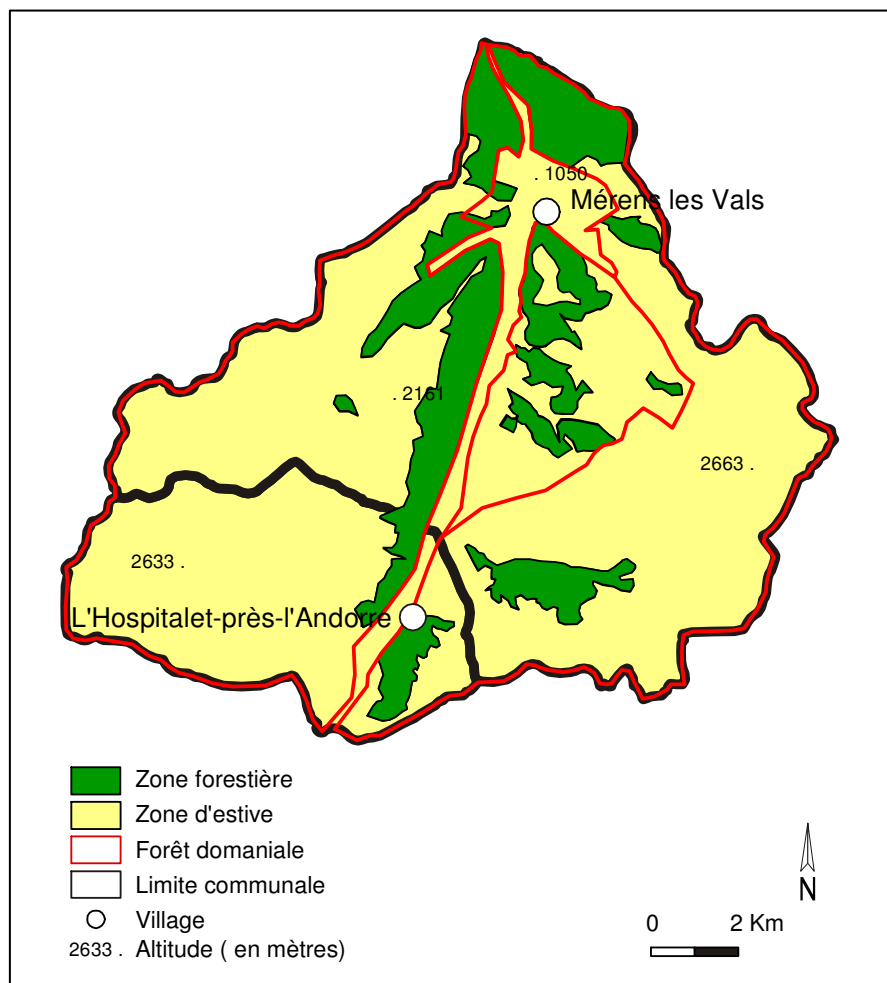 . 1050
Mérens les Vals
. 2161
2663 .
2633 .
L'Hospitalet-près-l'Andorre
Zone forestière
Zone d'estive
Forêt domaniale
Limite communale
Village
2633 . Altitude ( en mètres)
N
0 2 Km